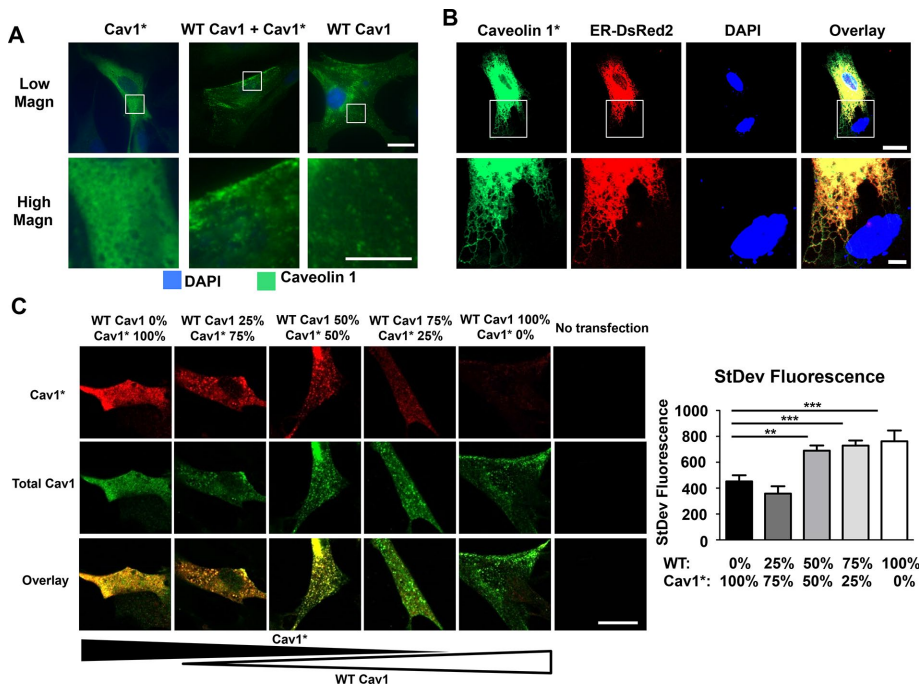 A
Cav1*
WT Cav1 + Cav1*
WT Cav1
Low
Magn
High
Magn
DAPI
Caveolin 1
B
Caveolin 1*
ER-DsRed2
DAPI
Overlay
C
WT Cav1 0%
Cav1* 100%
WT Cav1 25%
Cav1* 75%
WT Cav1 50%
Cav1* 50%
WT Cav1 75%
Cav1* 25%
WT Cav1 100%
Cav1* 0%
No transfection
Cav1*
Total Cav1
Overlay
Cav1*
WT Cav1
StDev Fluorescence
StDev Fluorescence
1000
800
600
400
200
0
***
***
**
WT: 0% 25% 50% 75% 100%
Cav1*: 100% 75% 50% 25% 0%